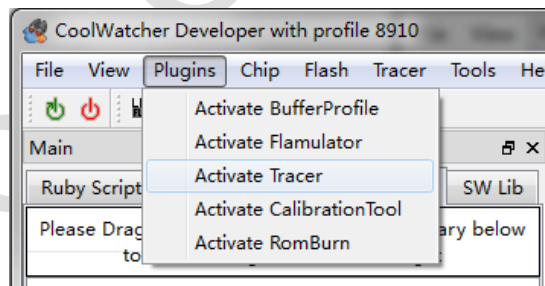 CoolWatcher Developer with profile 8910
File View Plugins Chip Flash Tracer Tools He
Activate BufferProfile
Activate Flamulator
Activate Tracer
Activate CalibrationTool
Activate RomBurn
Main
Ruby Script SW Lib
Please Drag ary below
to